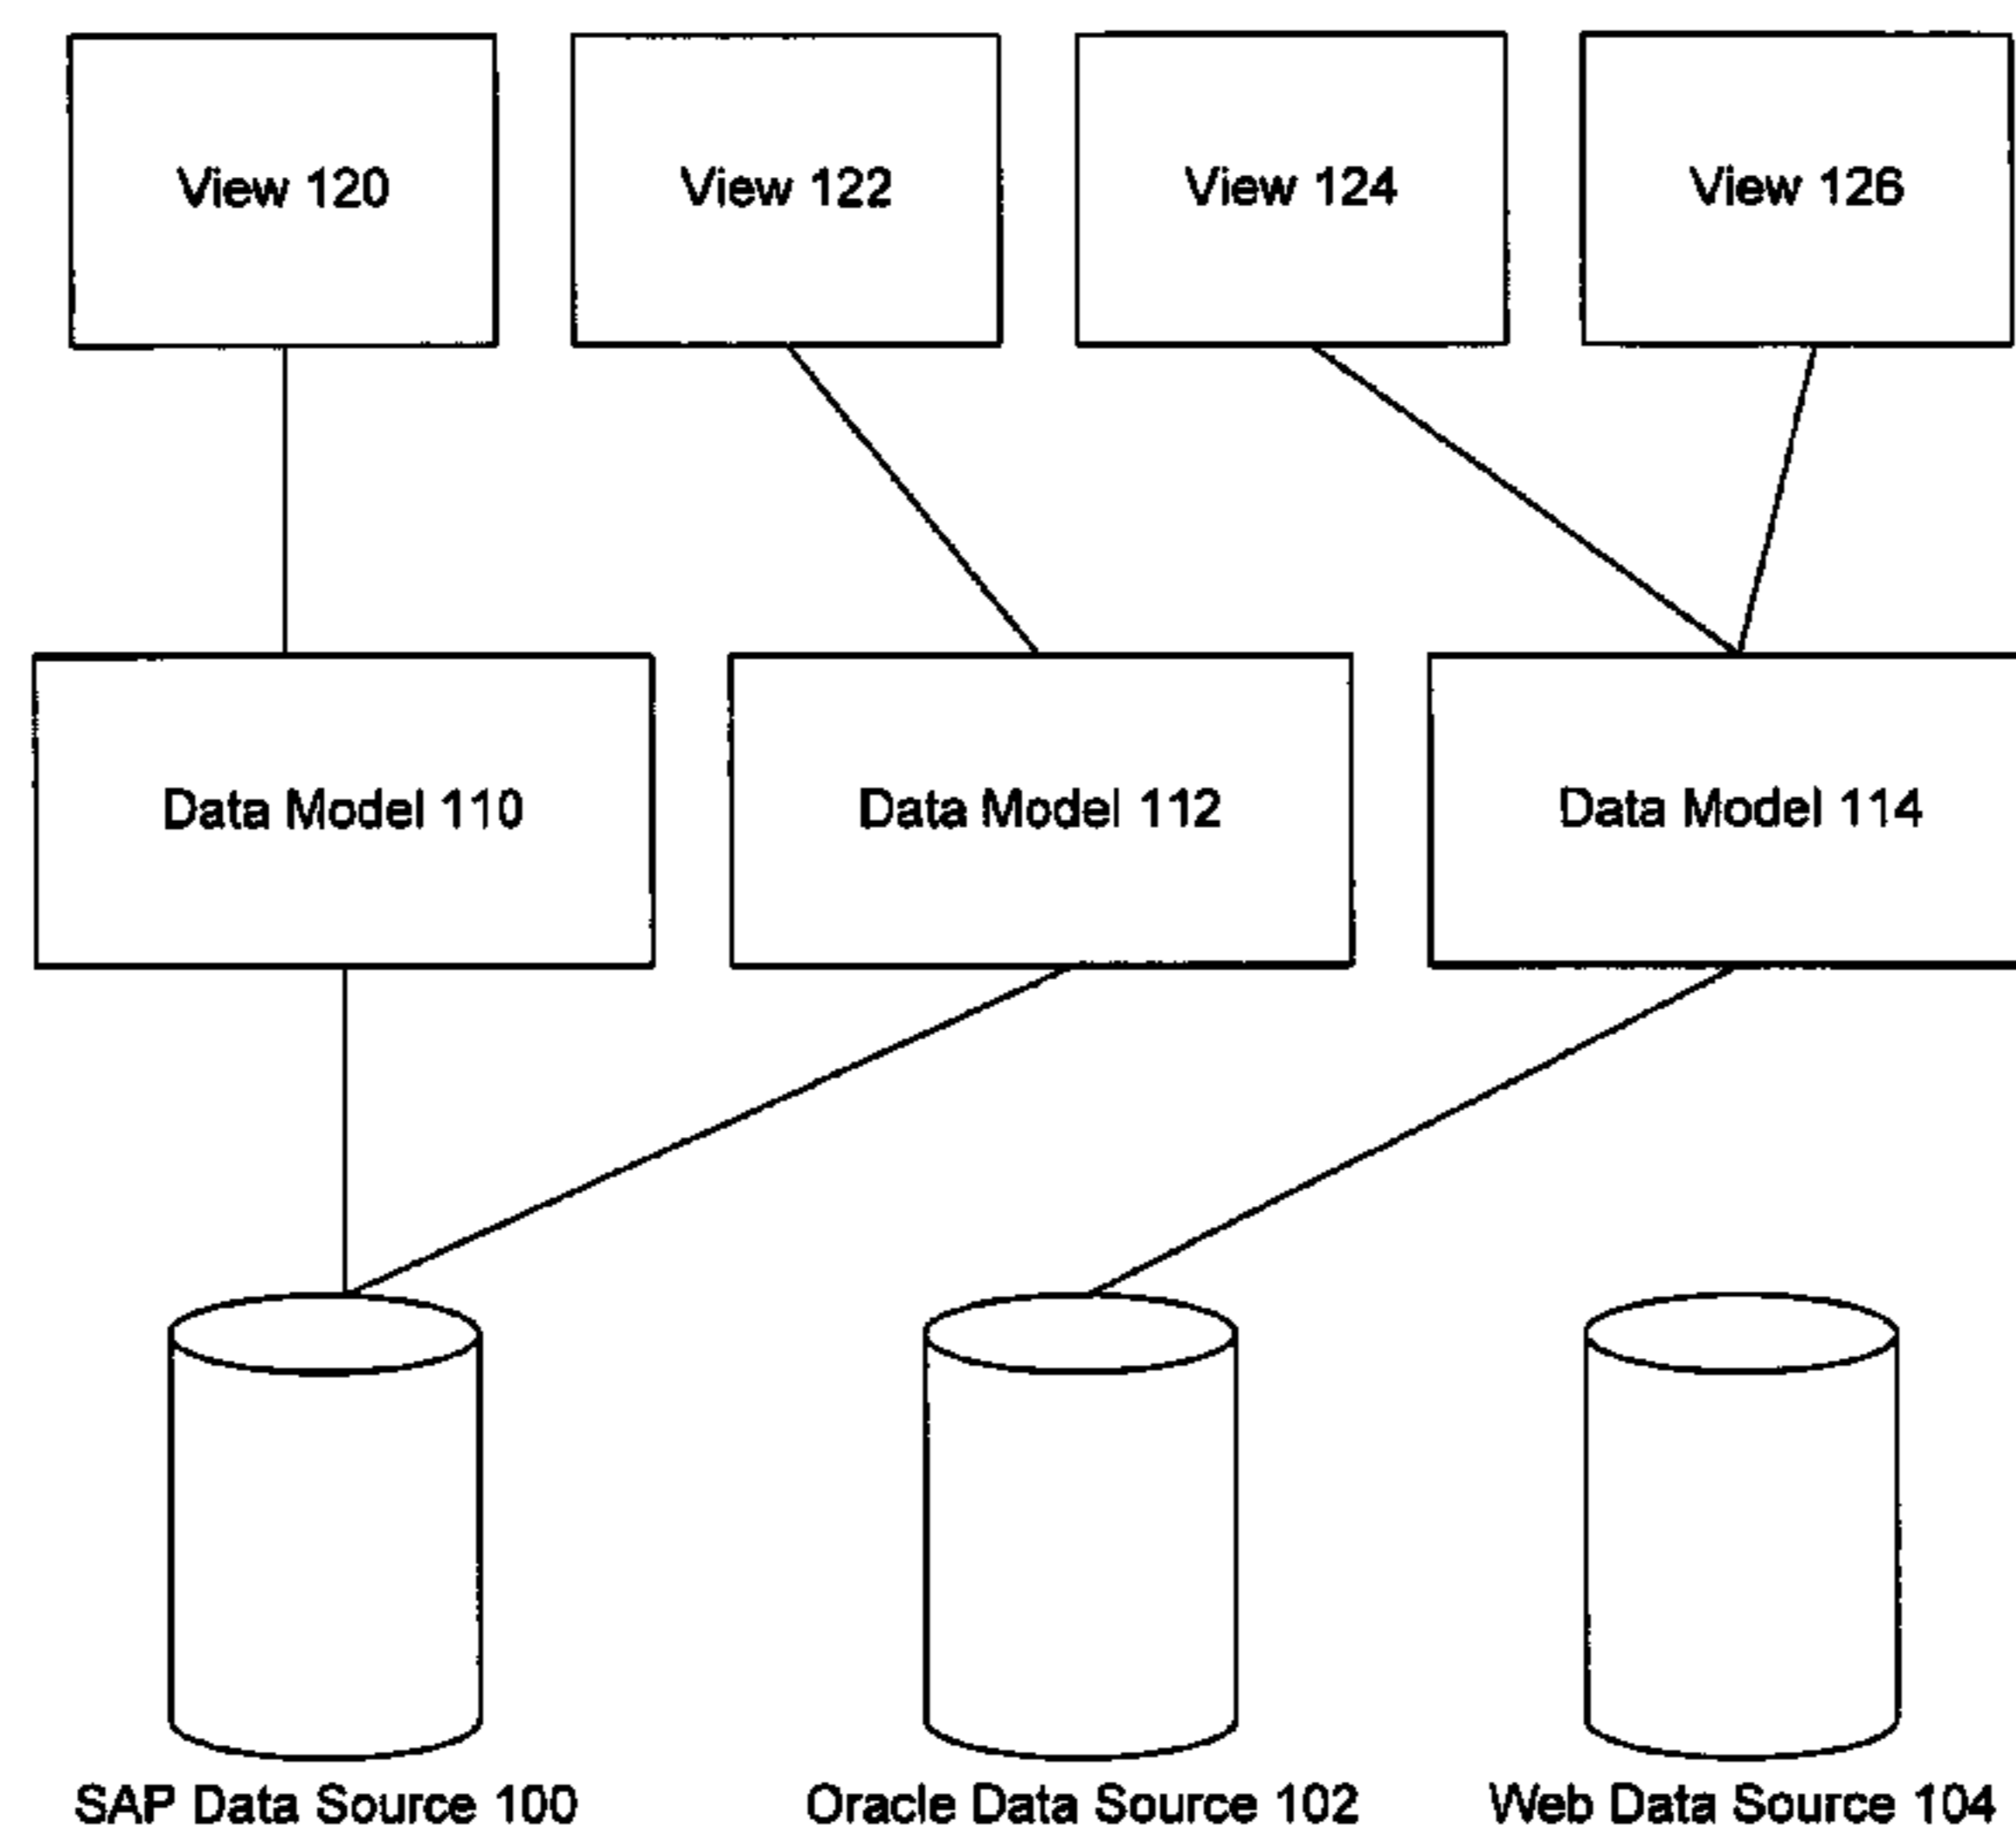 View 120
View 122
View 124
View 126
Data Model 110
Data Model 112
Data Model 114
SAP Data Source 100
Oracle Data Source 102
Web Data Source 104